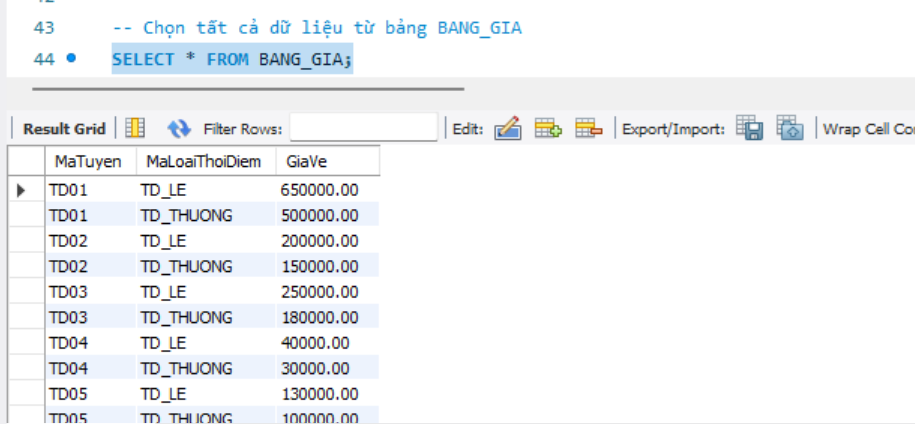 43 -- Chọn tất cả dữ liệu từ bảng BANG_GIA
44 SELECT * FROM BANG_GIA;
Result Grid Filter Rows: Edit: Export/Import: Wrap Cell Co
MaTuyen MaLoaiThoiDiem GiaVe
TD01 TD_LE 650000.00
TD01 TD_THUONG 500000.00
TD02 TD_LE 200000.00
TD02 TD_THUONG 150000.00
TD03 TD_LE 250000.00
TD03 TD_THUONG 180000.00
TD04 TD_LE 40000.00
TD04 TD_THUONG 30000.00
TD05 TD_LE 130000.00
TD05 TD_THUONG 100000.00